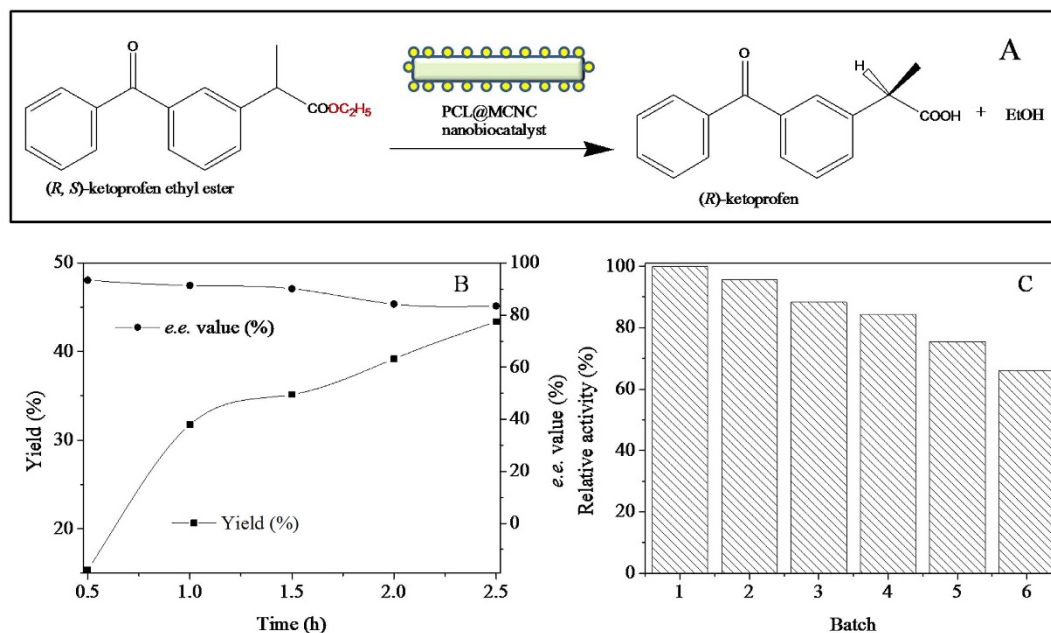 A
O
COOC₂H₅
(R, S)-ketoprofen ethyl ester
PCL@MCNC
nanobiocatalyst
O
H
COOH
+
EtOH
(R)-ketoprofen
B
50
40
30
20
Yield (%)
100
80
60
40
20
0
e.e. value (%)
e.e. value (%)
Yield (%)
0.5 1.0 1.5 2.0 2.5
Time (h)
C
100
80
60
40
20
0
Relative activity (%)
1 2 3 4 5 6
Batch